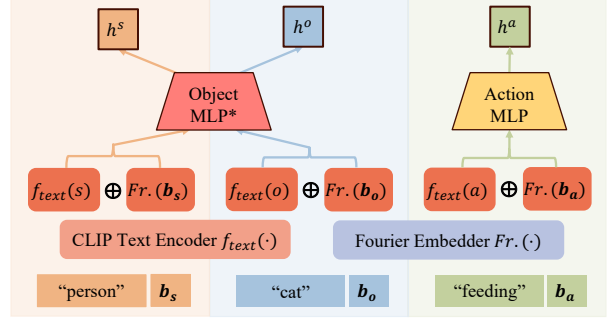 h^s h^o h^a
Object
MLP*
Action
MLP
f_text(s) ⊕ Fr.(b_s) f_text(o) ⊕ Fr.(b_o) f_text(a) ⊕ Fr.(b_a)
CLIP Text Encoder f_text(·) Fourier Embedder Fr.(·)
“person” b_s “cat” b_o “feeding” b_a